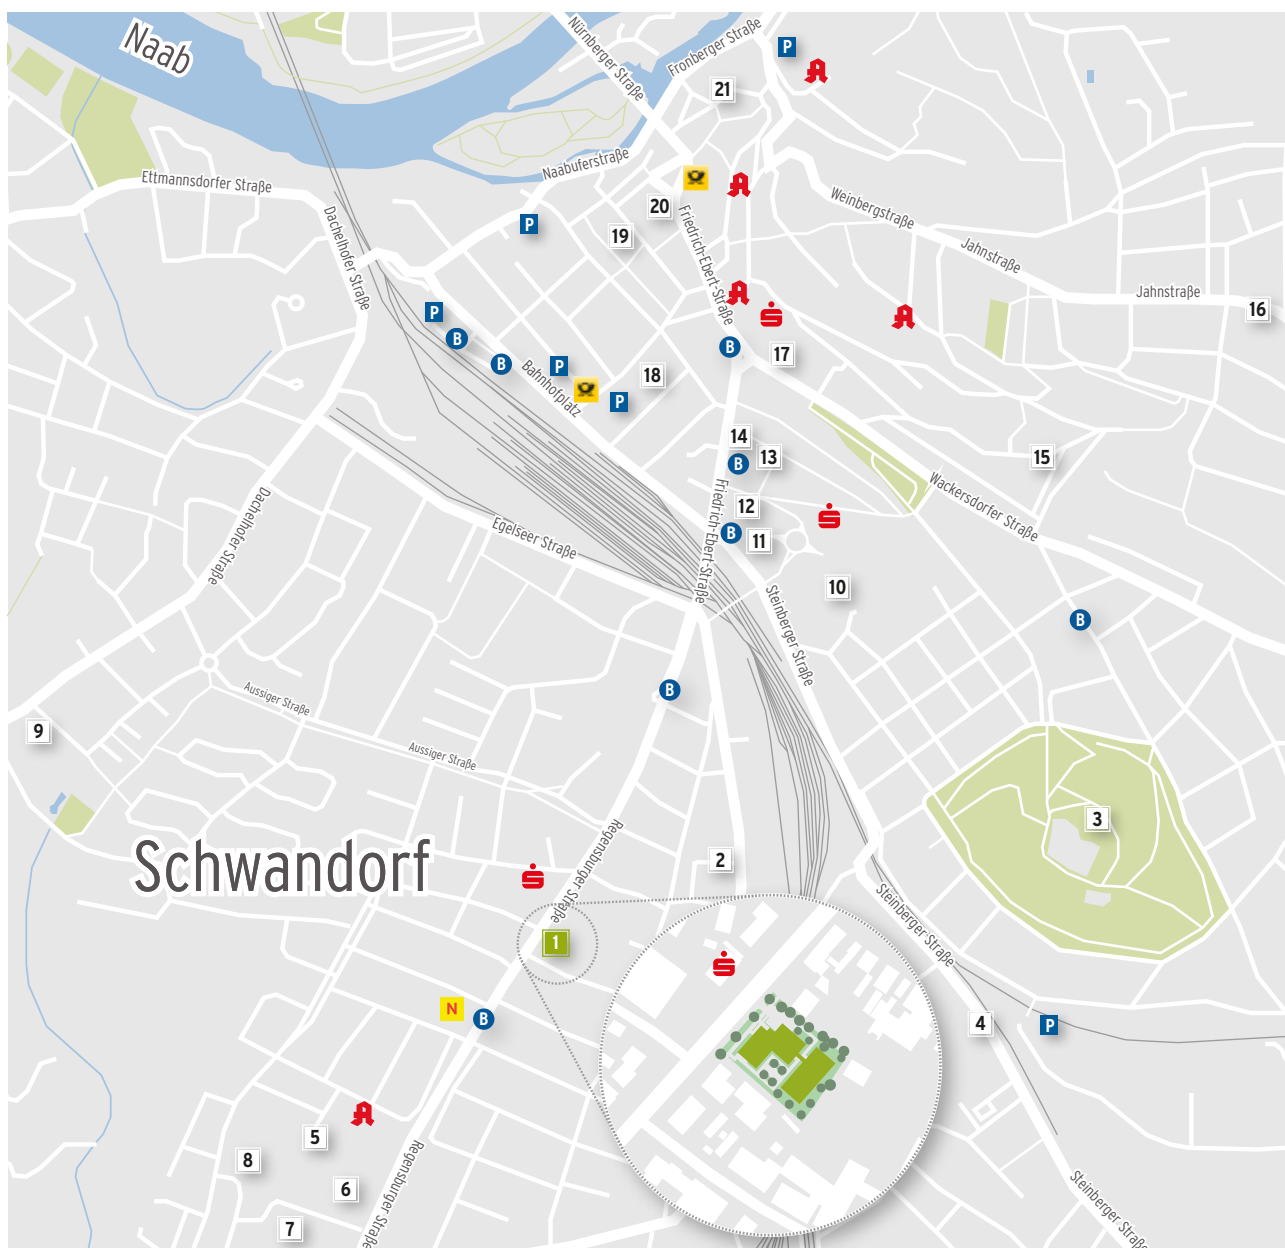 Naab
Nürnberger Straße
Fronberger Straße
P
A
21
Naabuferstraße
Ettmannsdorfer Straße
A
20
Weinbergstraße
P
19
Dachelhofer Straße
Friedrich-Ebert-Straße
Jahnstraße
Jahnstraße
A
S
A
16
P
B
B
17
B
P
Bahnhofplatz
18
P
14
B
13
15
Wackersdorfer Straße
Dachelhofer Straße
Egelseer Straße
Friedrich-Ebert-Straße
12
S
B
11
10
Steinberger Straße
B
Aussiger Straße
B
9
Aussiger Straße
3
Schwandorf
Regensburger Straße
2
S
Steinberger Straße
1
S
N
B
4
P
A
5
8
6
Regensburger Straße
7
Steinberger Straße